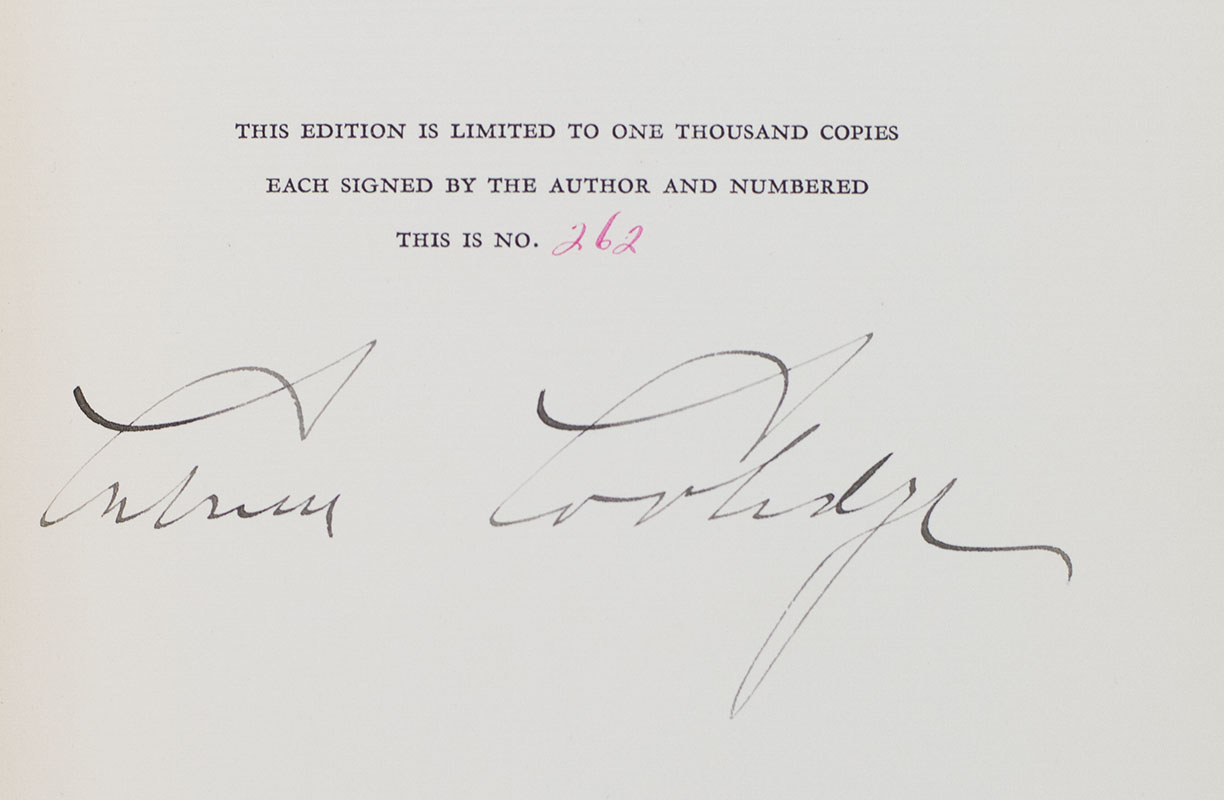 THIS EDITION IS LIMITED TO ONE THOUSAND COPIES
EACH SIGNED BY THE AUTHOR AND NUMBERED
THIS IS NO. 262
Calvin Coolidge